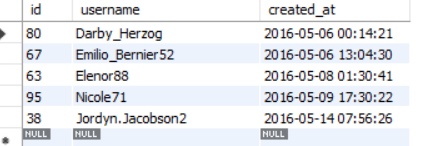 id username created_at
80 Darby_Herzog 2016-05-06 00:14:21
67 Emilio_Bernier52 2016-05-06 13:04:30
63 Elenor88 2016-05-08 01:30:41
95 Nicole71 2016-05-09 17:30:22
38 Jordyn.Jacobson2 2016-05-14 07:56:26
NULL NULL NULL